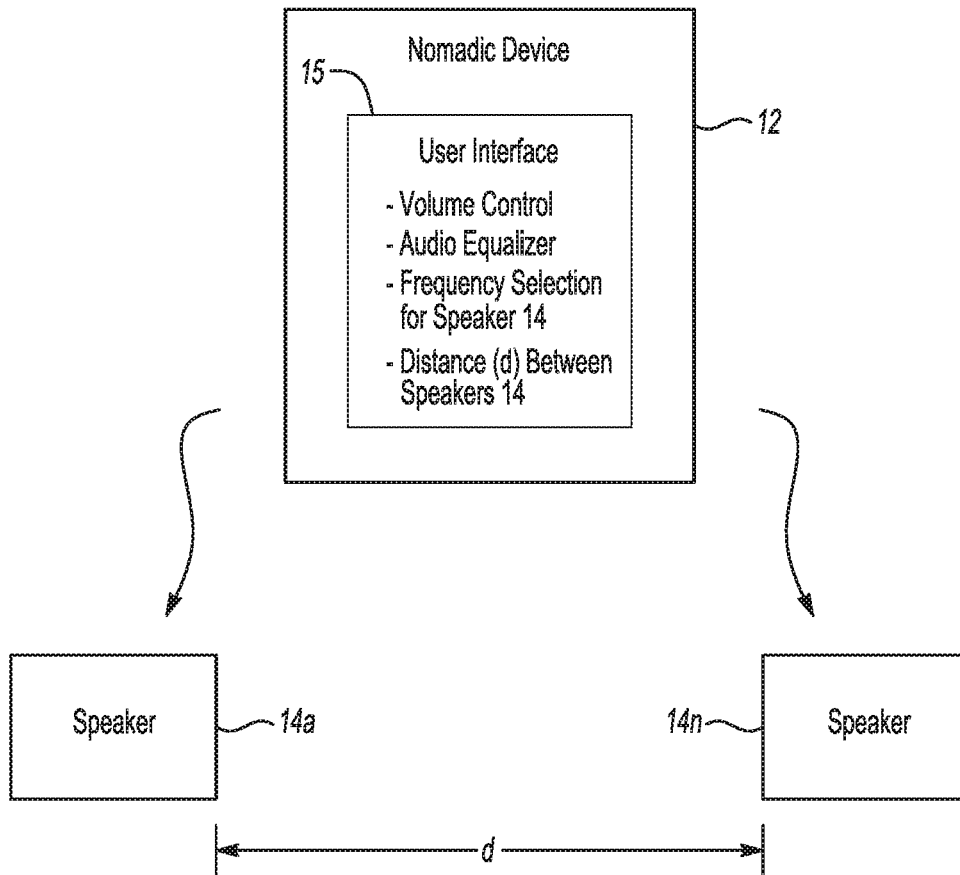 Nomadic Device
15
12
User Interface
- Volume Control
- Audio Equalizer
- Frequency Selection
for Speaker 14
- Distance (d) Between
Speakers 14
Speaker
14a
14n
Speaker
d